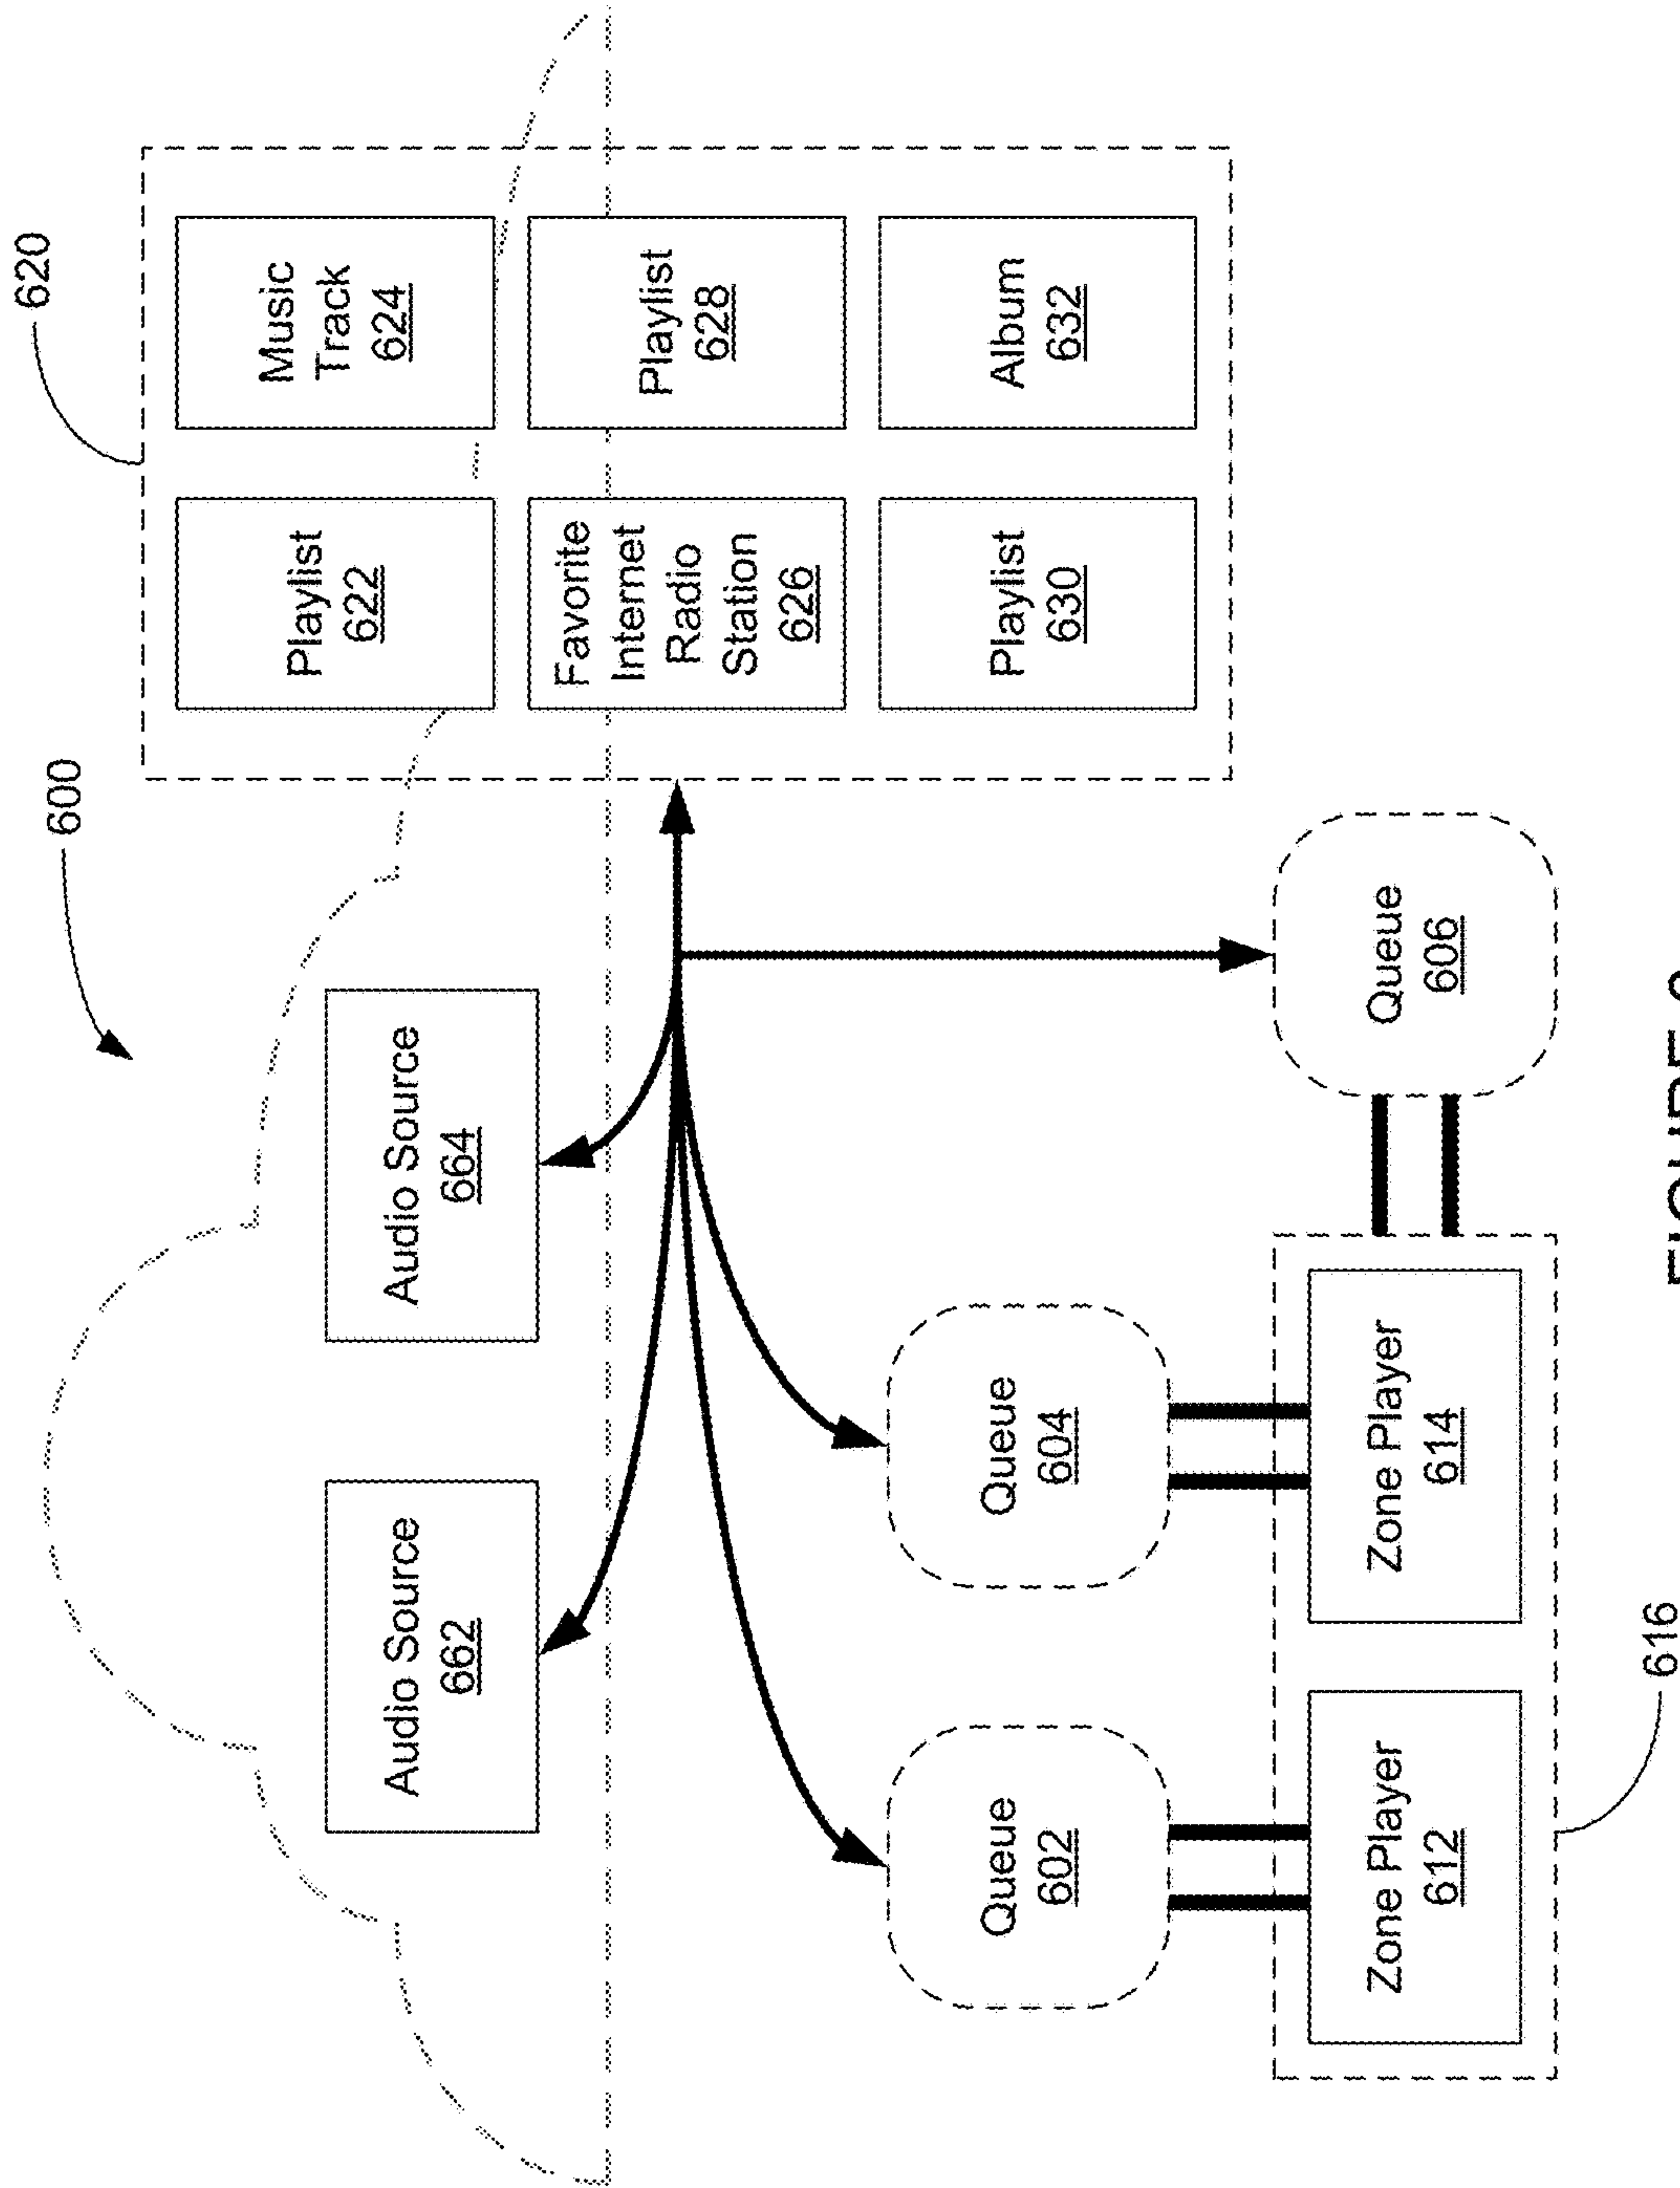 600
620
Audio Source
662
Audio Source
664
Playlist
622
Music
Track
624
Favorite
Internet
Radio
Station
626
Playlist
628
Playlist
630
Album
632
Queue
602
Queue
604
Queue
606
Zone Player
612
Zone Player
614
616